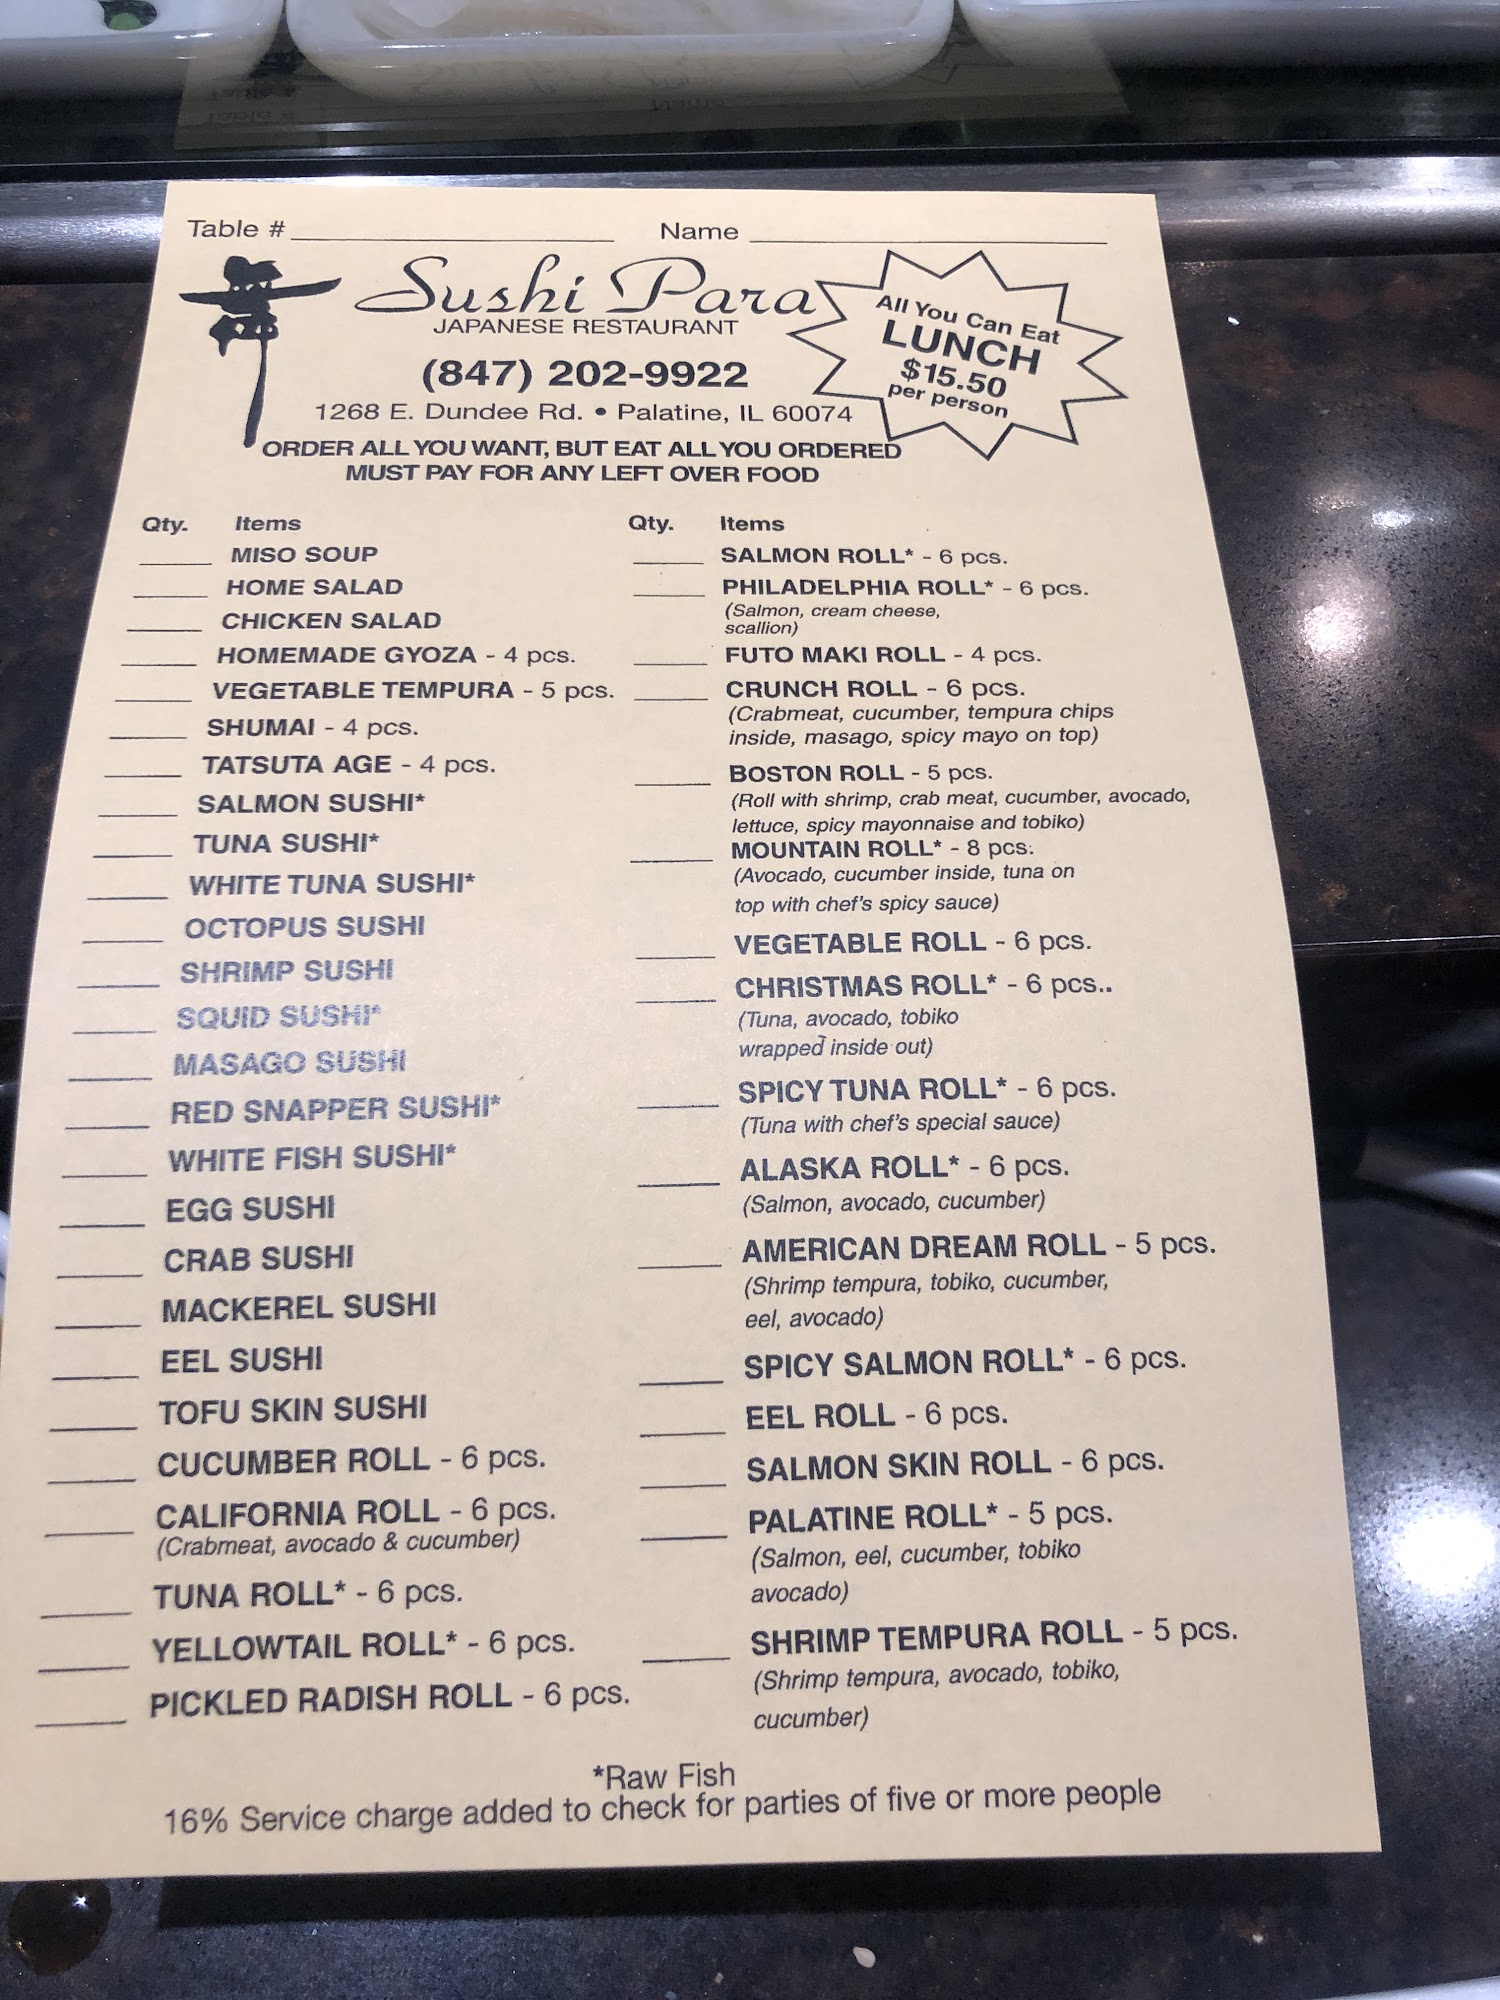 Table # Name
Sushi Para
JAPANESE RESTAURANT
(847) 202-9922
1268 E. Dundee Rd. • Palatine, IL 60074
All You Can Eat
LUNCH
$15.50
per person
ORDER ALL YOU WANT, BUT EAT ALL YOU ORDERED
MUST PAY FOR ANY LEFT OVER FOOD
Qty. Items
MISO SOUP
HOME SALAD
CHICKEN SALAD
HOMEMADE GYOZA - 4 pcs.
VEGETABLE TEMPURA - 5 pcs.
SHUMAI - 4 pcs.
TATSUTA AGE - 4 pcs.
SALMON SUSHI*
TUNA SUSHI*
WHITE TUNA SUSHI*
OCTOPUS SUSHI
SHRIMP SUSHI
SQUID SUSHI*
MASAGO SUSHI
RED SNAPPER SUSHI*
WHITE FISH SUSHI*
EGG SUSHI
CRAB SUSHI
MACKEREL SUSHI
EEL SUSHI
TOFU SKIN SUSHI
CUCUMBER ROLL - 6 pcs.
CALIFORNIA ROLL - 6 pcs.
(Crabmeat, avocado & cucumber)
TUNA ROLL* - 6 pcs.
YELLOWTAIL ROLL* - 6 pcs.
PICKLED RADISH ROLL - 6 pcs.
Qty. Items
SALMON ROLL* - 6 pcs.
PHILADELPHIA ROLL* - 6 pcs.
(Salmon, cream cheese,
scallion)
FUTO MAKI ROLL - 4 pcs.
CRUNCH ROLL - 6 pcs.
(Crabmeat, cucumber, tempura chips
inside, masago, spicy mayo on top)
BOSTON ROLL - 5 pcs.
(Roll with shrimp, crab meat, cucumber, avocado,
lettuce, spicy mayonnaise and tobiko)
MOUNTAIN ROLL* - 8 pcs.
(Avocado, cucumber inside, tuna on
top with chef's spicy sauce)
VEGETABLE ROLL - 6 pcs.
CHRISTMAS ROLL* - 6 pcs..
(Tuna, avocado, tobiko
wrapped inside out)
SPICY TUNA ROLL* - 6 pcs.
(Tuna with chef's special sauce)
ALASKA ROLL* - 6 pcs.
(Salmon, avocado, cucumber)
AMERICAN DREAM ROLL - 5 pcs.
(Shrimp tempura, tobiko, cucumber,
eel, avocado)
SPICY SALMON ROLL* - 6 pcs.
EEL ROLL - 6 pcs.
SALMON SKIN ROLL - 6 pcs.
PALATINE ROLL* - 5 pcs.
(Salmon, eel, cucumber, tobiko
avocado)
SHRIMP TEMPURA ROLL - 5 pcs.
(Shrimp tempura, avocado, tobiko,
cucumber)
*Raw Fish
16% Service charge added to check for parties of five or more people